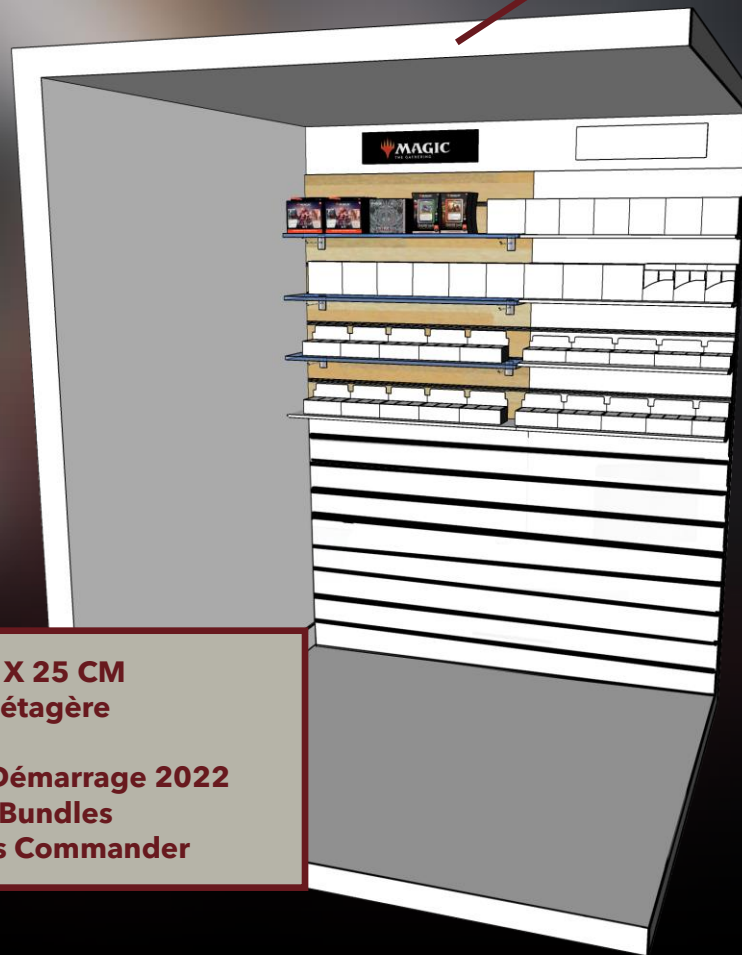 MAGIC
THE GATHERING
X 25 CM
étagère
Démarrage 2022
Bundles
s Commander